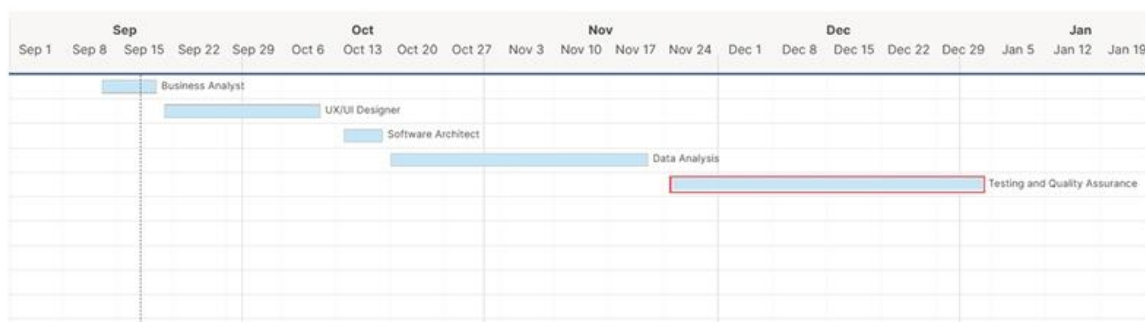 Sep Oct Nov Dec Jan
Sep 1 Sep 8 Sep 15 Sep 22 Sep 29 Oct 6 Oct 13 Oct 20 Oct 27 Nov 3 Nov 10 Nov 17 Nov 24 Dec 1 Dec 8 Dec 15 Dec 22 Dec 29 Jan 5 Jan 12 Jan 19
Business Analyst
UX/UI Designer
Software Architect
Data Analysis
Testing and Quality Assurance